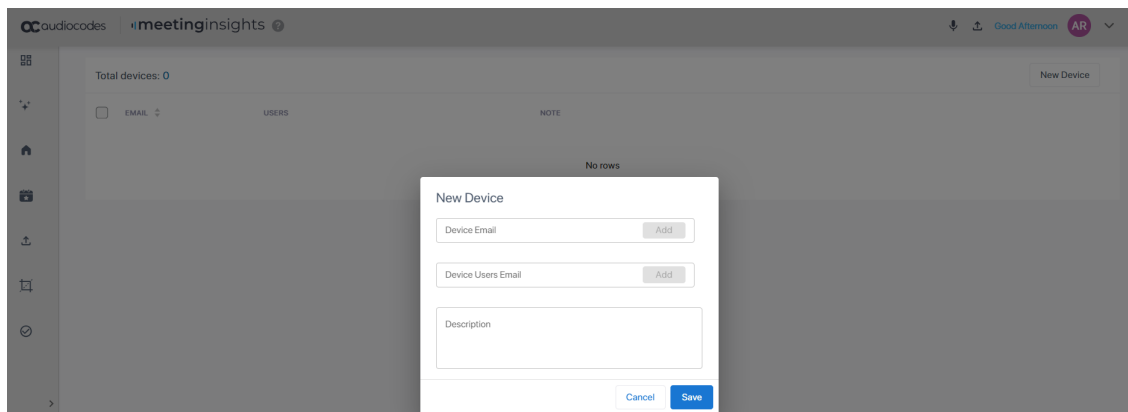 audiocodes meetinginsights ? Good Afternoon AR
Total devices: 0 New Device
EMAIL USERS NOTE
No rows
New Device
Device Email Add
Device Users Email Add
Description
Cancel Save